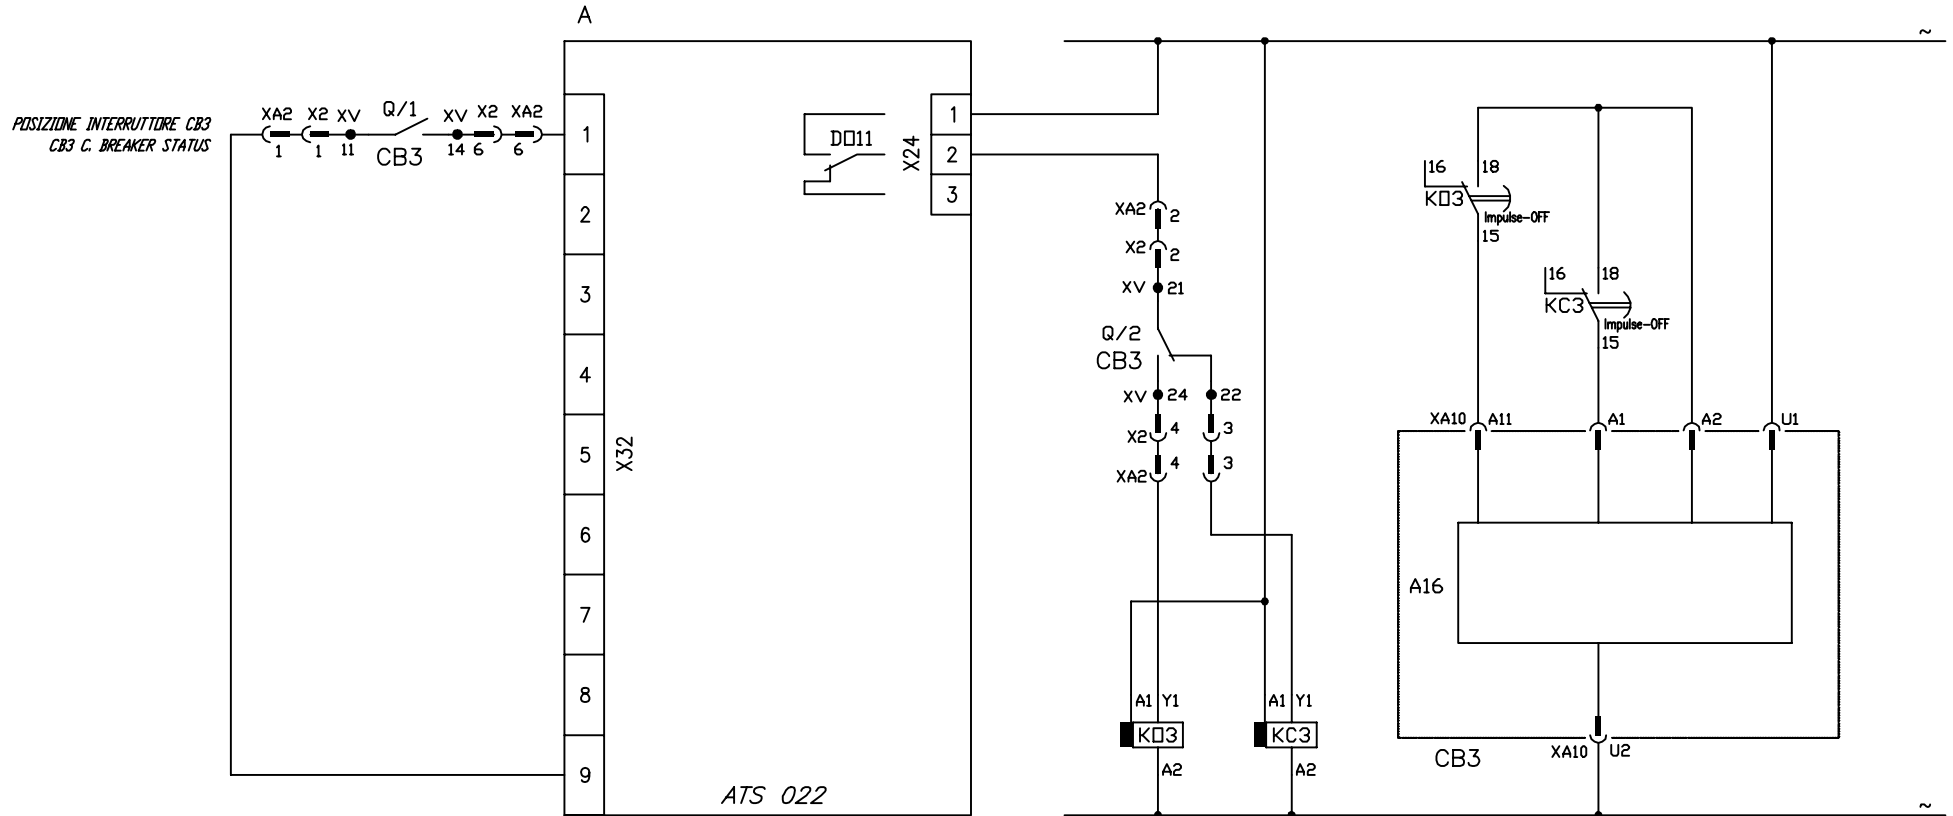 A
~
POSIZIONE INTERRUTTORE CB3
CB3 C. BREAKER STATUS
XA2 X2 XV Q/1 XV X2 XA2
1 1 11 CB3 14 6 6
1
2
3
4
5
6
7
8
9
X32
DO11
X24
1
2
3
ATS 022
XA2 2
X2 2
XV 21
Q/2
CB3
XV 24 22
X2 4 3
XA2 4 3
A1 Y1
KO3
A2
A1 Y1
KC3
A2
16 18
KO3
Impulse-OFF
15
16 18
KC3
Impulse-OFF
15
XA10 A11 A1 A2 U1
A16
CB3
XA10 U2
~